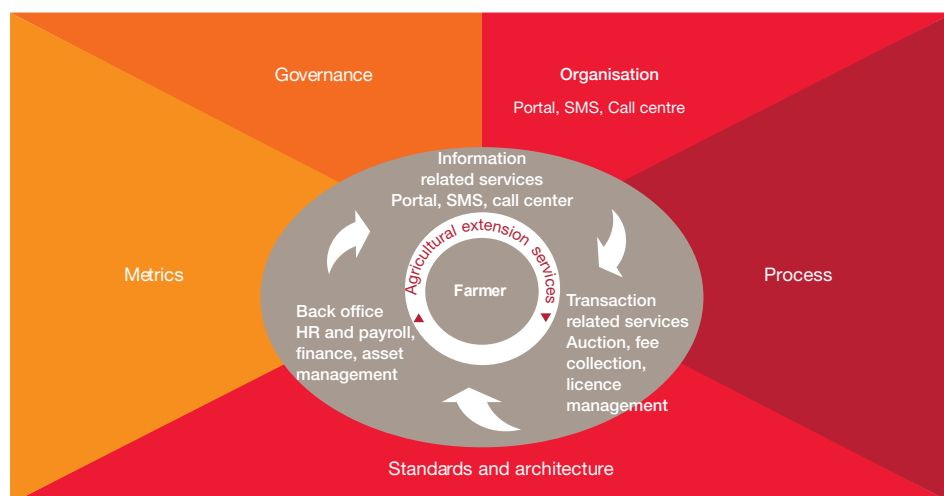 Governance
Organisation
Portal, SMS, Call centre
Information
related services
Portal, SMS, call center
Agricultural extension services
Farmer
Metrics
Process
Back office
HR and payroll,
finance, asset
management
Transaction
related services
Auction, fee
collection,
licence
management
Standards and architecture